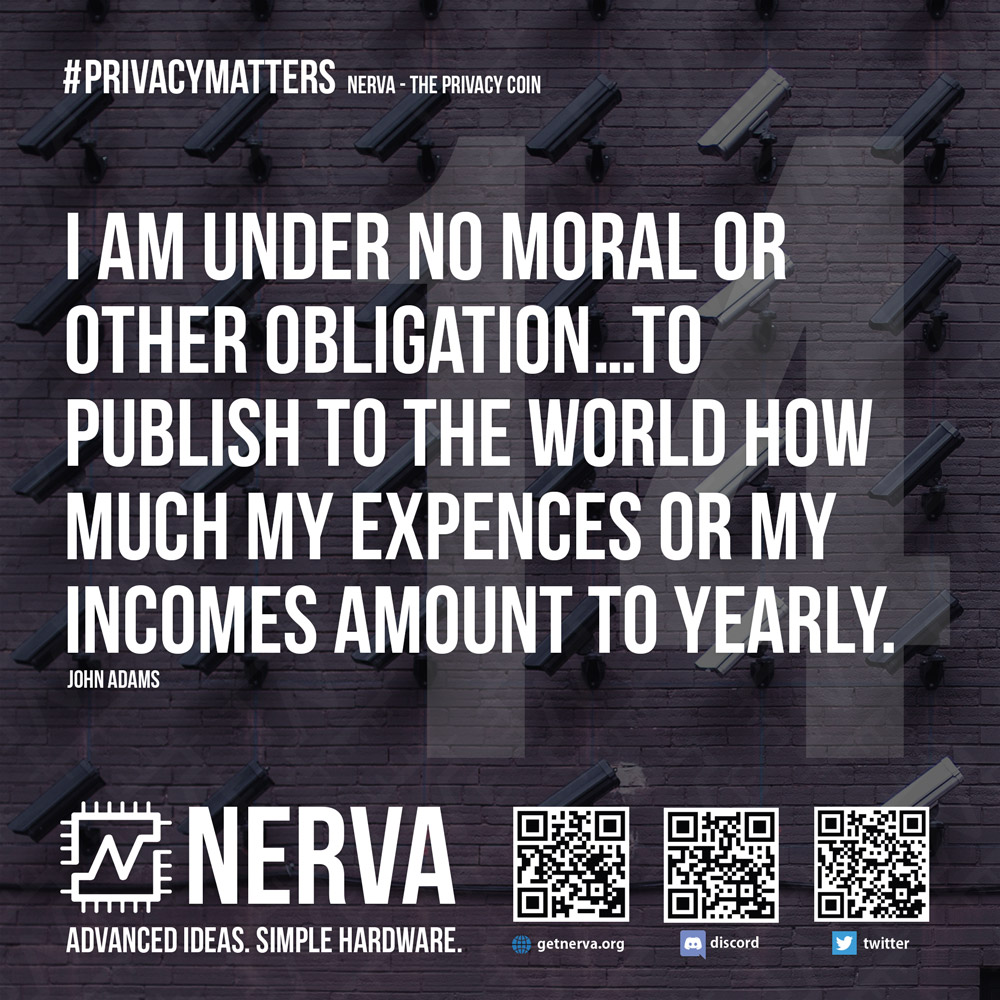 #PRIVACYMATTERS NERVA - THE PRIVACY COIN
14
I AM UNDER NO MORAL OR
OTHER OBLIGATION...TO
PUBLISH TO THE WORLD HOW
MUCH MY EXPENCES OR MY
INCOMES AMOUNT TO YEARLY.
JOHN ADAMS
NERVA
ADVANCED IDEAS. SIMPLE HARDWARE.
getnerva.org discord twitter